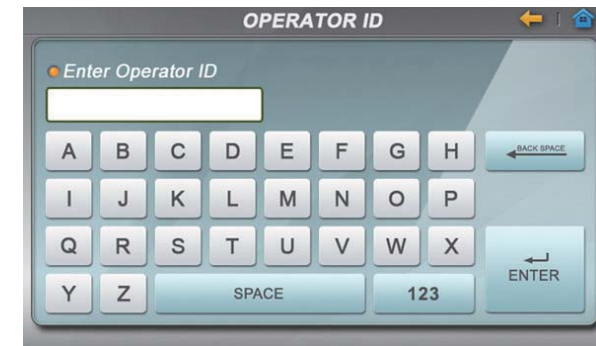 OPERATOR ID
Enter Operator ID
A B C D E F G H BACK SPACE
I J K L M N O P
Q R S T U V W X
ENTER
Y Z SPACE 123